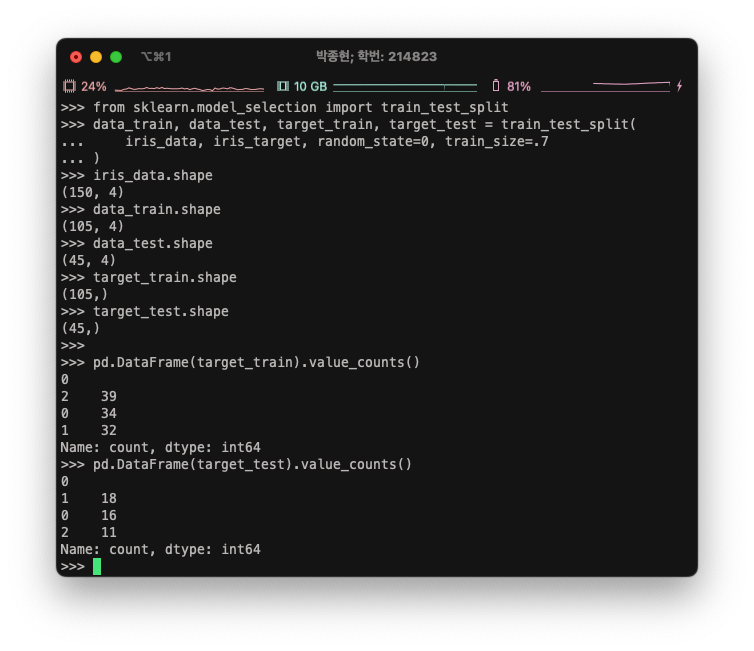 ⌥⌘1 박종현; 학번: 214823
24% 10 GB 81%
>>> from sklearn.model_selection import train_test_split
>>> data_train, data_test, target_train, target_test = train_test_split(
...     iris_data, iris_target, random_state=0, train_size=.7
... )
>>> iris_data.shape
(150, 4)
>>> data_train.shape
(105, 4)
>>> data_test.shape
(45, 4)
>>> target_train.shape
(105,)
>>> target_test.shape
(45,)
>>>
>>> pd.DataFrame(target_train).value_counts()
0
2    39
0    34
1    32
Name: count, dtype: int64
>>> pd.DataFrame(target_test).value_counts()
0
1    18
0    16
2    11
Name: count, dtype: int64
>>>